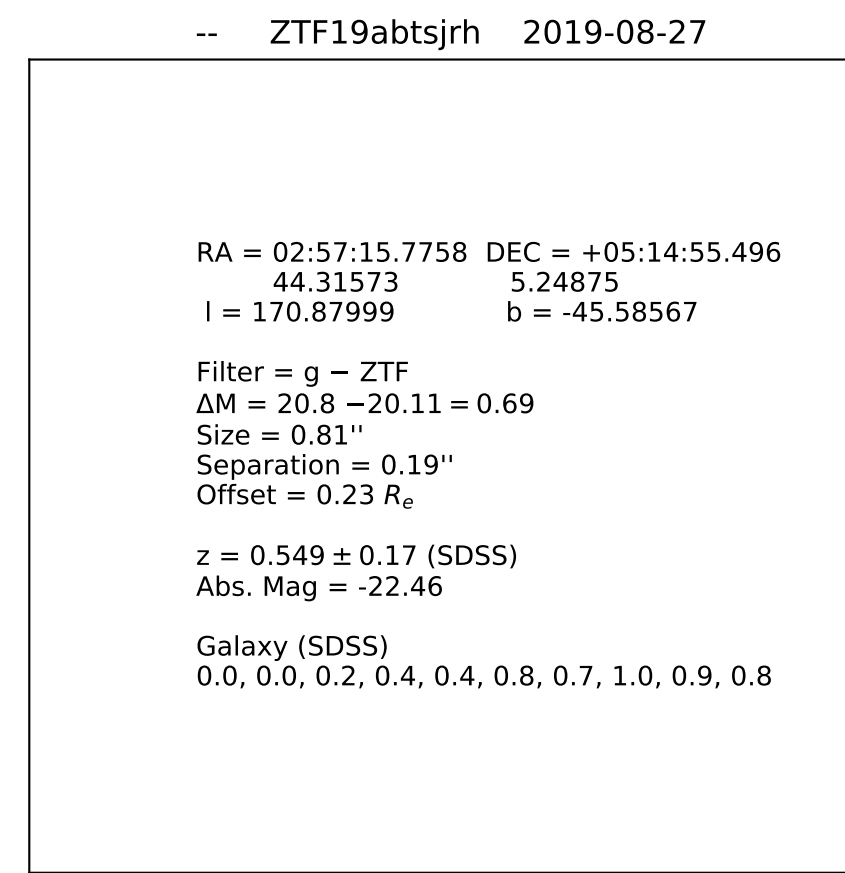 -- ZTF19abtsjrh 2019-08-27
RA = 02:57:15.7758 DEC = +05:14:55.496
44.31573 5.24875
l = 170.87999 b = -45.58567
Filter = g − ZTF
ΔM = 20.8 −20.11 = 0.69
Size = 0.81''
Separation = 0.19''
Offset = 0.23 Rₑ
z = 0.549 ± 0.17 (SDSS)
Abs. Mag = -22.46
Galaxy (SDSS)
0.0, 0.0, 0.2, 0.4, 0.4, 0.8, 0.7, 1.0, 0.9, 0.8